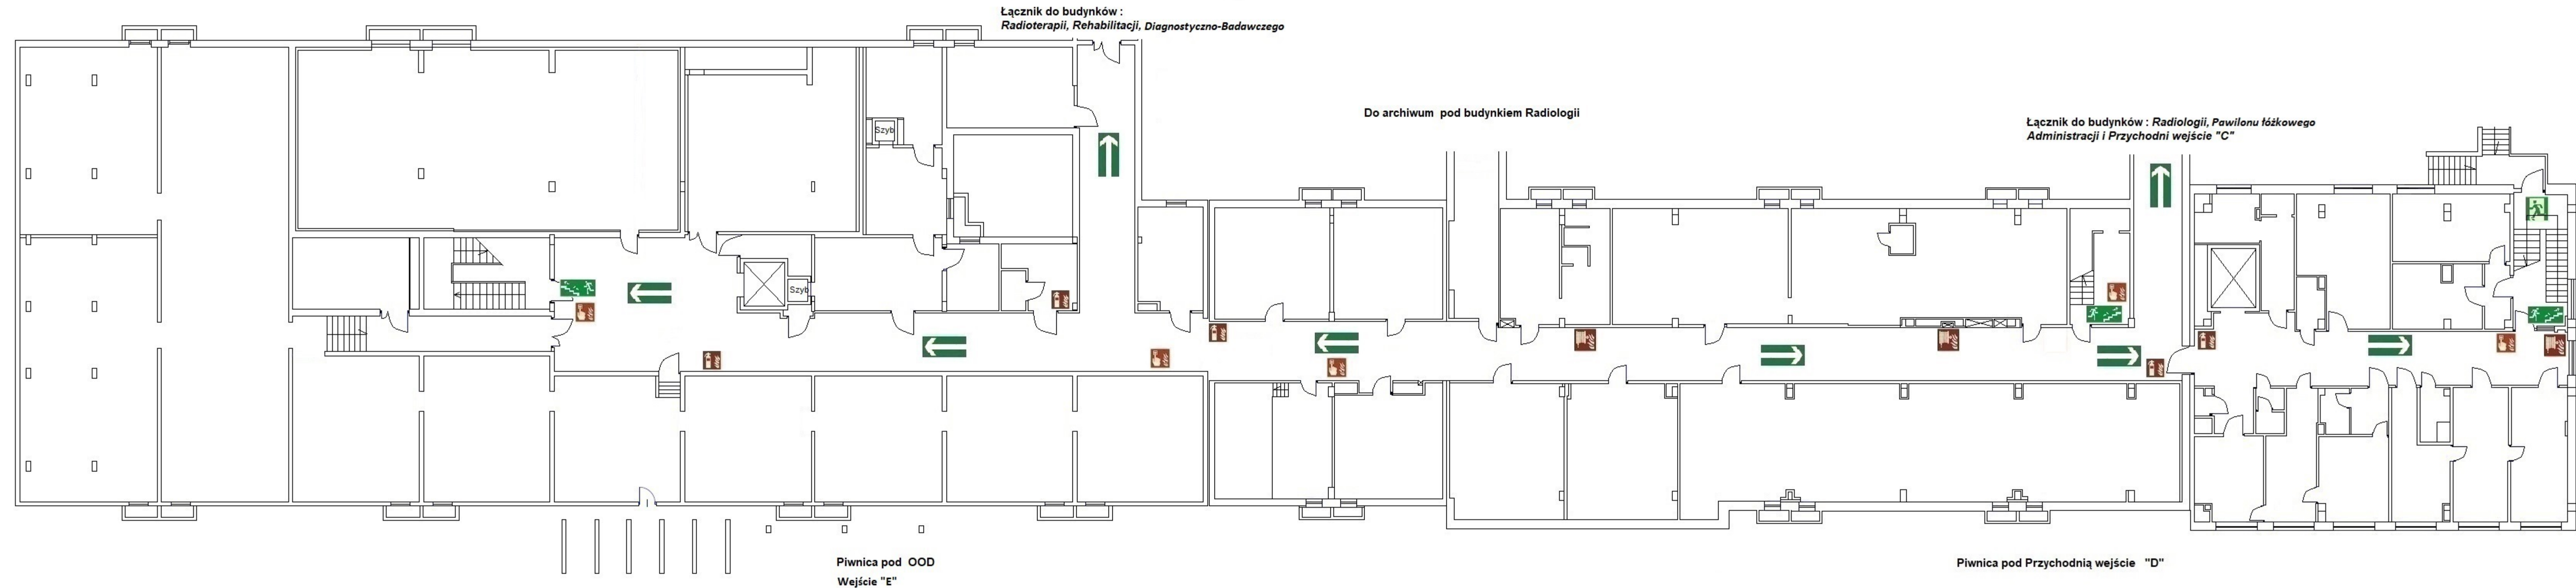 Łącznik do budynków :
Radioterapii, Rehabilitacji, Diagnostyczno-Badawczego
Do archiwum pod budynkiem Radiologii
Łącznik do budynków : Radiologii, Pawilonu łóżkowego
Administracji i Przychodni wejście "C"
Szyb
Szyb
Piwnica pod OOD
Wejście "E"
Piwnica pod Przychodnią wejście "D"